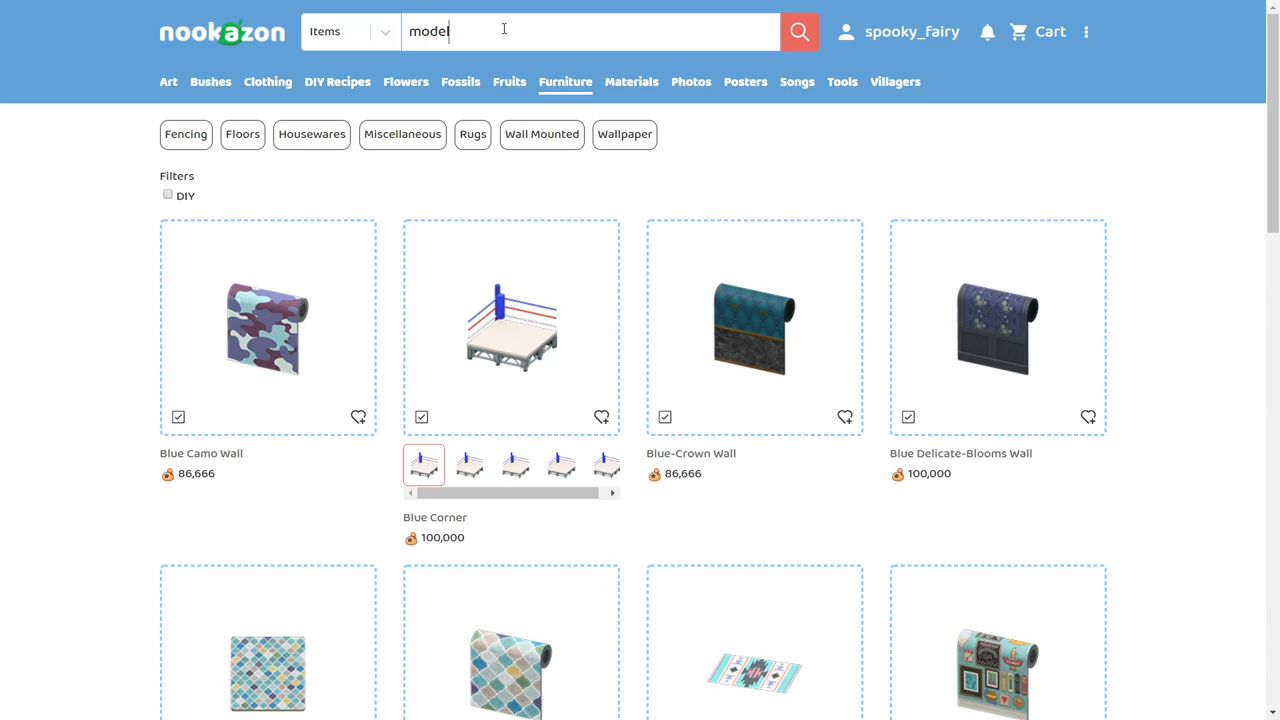 nookazon
Items
model
spooky_fairy
Cart
Art
Bushes
Clothing
DIY Recipes
Flowers
Fossils
Fruits
Furniture
Materials
Photos
Posters
Songs
Tools
Villagers
Fencing
Floors
Housewares
Miscellaneous
Rugs
Wall Mounted
Wallpaper
Filters
DIY
Blue Camo Wall
86,666
Blue Corner
100,000
Blue-Crown Wall
86,666
Blue Delicate-Blooms Wall
100,000